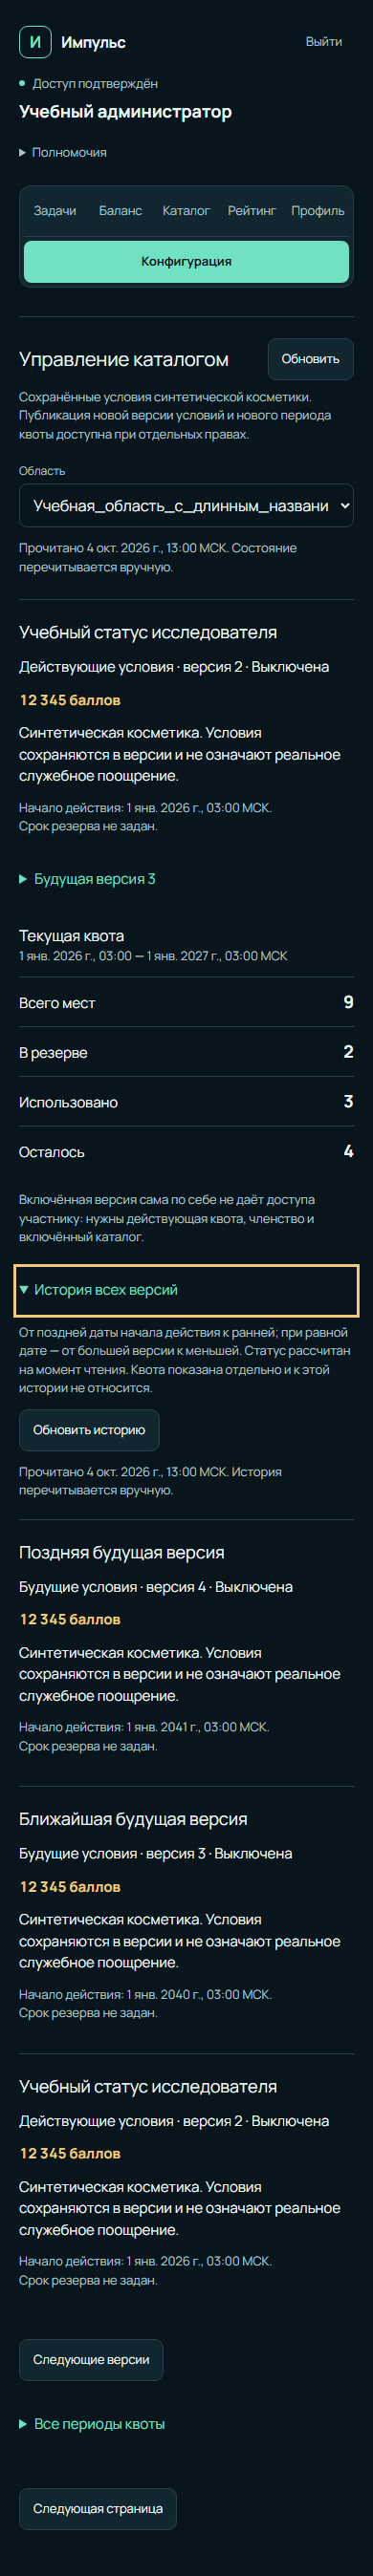 И Импульс Выйти
Доступ подтверждён
Учебный администратор
Полномочия
Задачи Баланс Каталог Рейтинг Профиль
Конфигурация
Управление каталогом Обновить
Сохранённые условия синтетической косметики.
Публикация новой версии условий и нового периода
квоты доступна при отдельных правах.
Область
Учебная_область_с_длинным_названи
Прочитано 4 окт. 2026 г., 13:00 МСК. Состояние
перечитывается вручную.
Учебный статус исследователя
Действующие условия · версия 2 · Выключена
12 345 баллов
Синтетическая косметика. Условия
сохраняются в версии и не означают реальное
служебное поощрение.
Начало действия: 1 янв. 2026 г., 03:00 МСК.
Срок резерва не задан.
Будущая версия 3
Текущая квота
1 янв. 2026 г., 03:00 — 1 янв. 2027 г., 03:00 МСК
Всего мест 9
В резерве 2
Использовано 3
Осталось 4
Включённая версия сама по себе не даёт доступа
участнику: нужны действующая квота, членство и
включённый каталог.
История всех версий
От поздней даты начала действия к ранней; при равной
дате — от большей версии к меньшей. Статус рассчитан
на момент чтения. Квота показана отдельно и к этой
истории не относится.
Обновить историю
Прочитано 4 окт. 2026 г., 13:00 МСК. История
перечитывается вручную.
Поздняя будущая версия
Будущие условия · версия 4 · Выключена
12 345 баллов
Синтетическая косметика. Условия
сохраняются в версии и не означают реальное
служебное поощрение.
Начало действия: 1 янв. 2041 г., 03:00 МСК.
Срок резерва не задан.
Ближайшая будущая версия
Будущие условия · версия 3 · Выключена
12 345 баллов
Синтетическая косметика. Условия
сохраняются в версии и не означают реальное
служебное поощрение.
Начало действия: 1 янв. 2040 г., 03:00 МСК.
Срок резерва не задан.
Учебный статус исследователя
Действующие условия · версия 2 · Выключена
12 345 баллов
Синтетическая косметика. Условия
сохраняются в версии и не означают реальное
служебное поощрение.
Начало действия: 1 янв. 2026 г., 03:00 МСК.
Срок резерва не задан.
Следующие версии
Все периоды квоты
Следующая страница